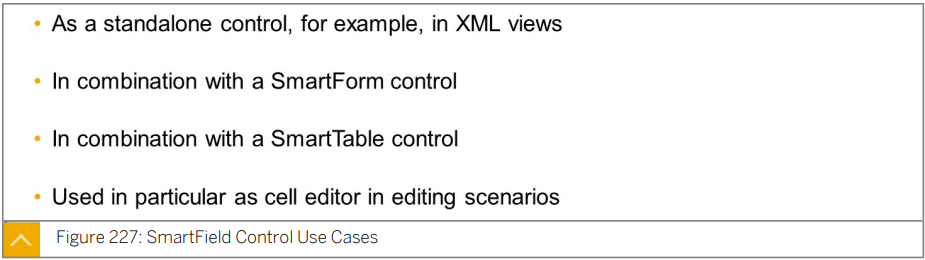 • As a standalone control, for example, in XML views
• In combination with a SmartForm control
• In combination with a SmartTable control
• Used in particular as cell editor in editing scenarios
Figure 227: SmartField Control Use Cases